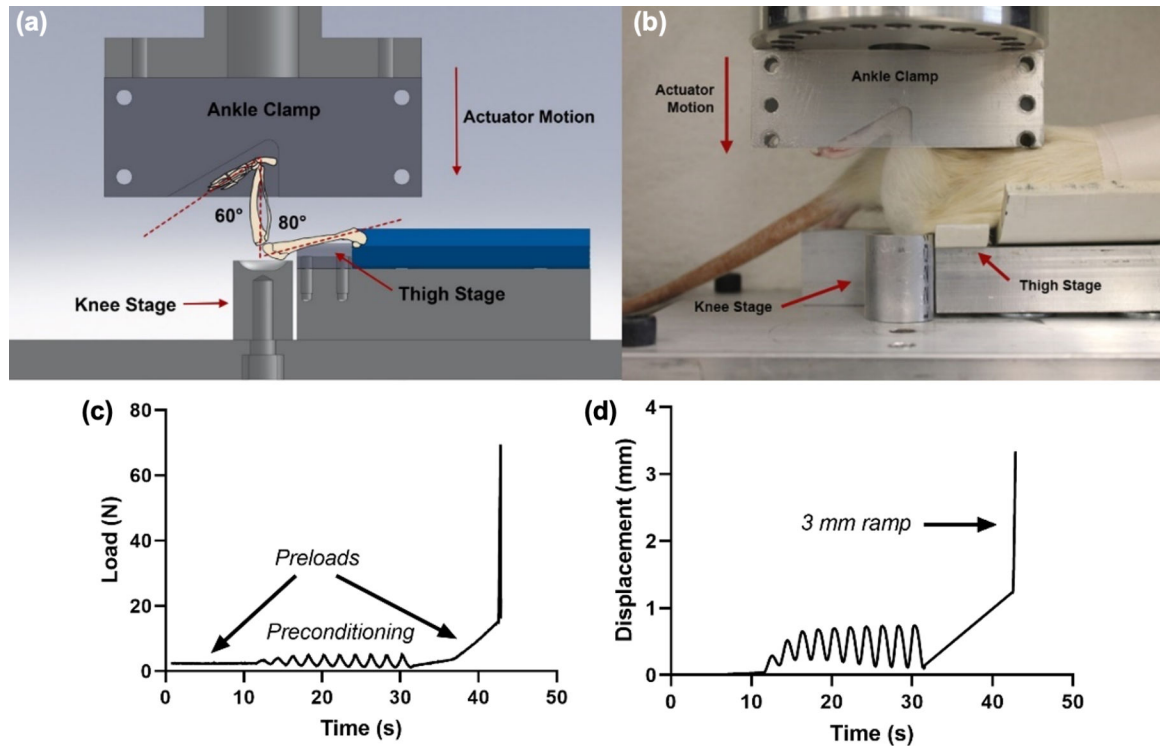 (a)
Ankle Clamp
Actuator Motion
60°
80°
Knee Stage
Thigh Stage
(b)
Ankle Clamp
Actuator
Motion
Knee Stage
Thigh Stage
(c)
80
60
40
20
0
Load (N)
Preloads
Preconditioning
0
10
20
30
40
50
Time (s)
(d)
4
3
2
1
0
Displacement (mm)
3 mm ramp
0
10
20
30
40
50
Time (s)